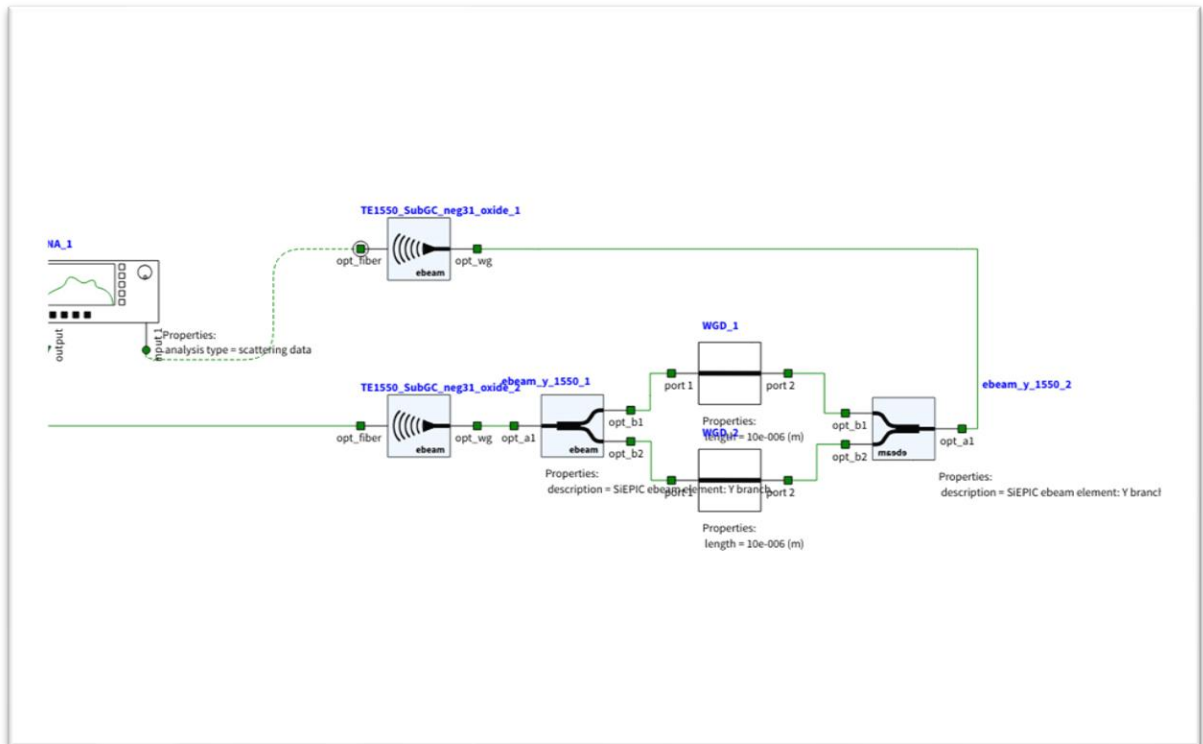 TE1550_SubGC_neg31_oxide_1
NA_1
opt_fiber
opt_wg
ebeam
output
input 1
Properties:
analysis type = scattering data
WGD_1
port 1
port 2
Properties:
length = 10e-006 (m)
TE1550_SubGC_neg31_oxide_2
ebeam_y_1550_1
ebeam_y_1550_2
opt_fiber
opt_wg
ebeam
opt_a1
ebeam
opt_b1
opt_b2
Properties:
description = SiEPIC ebeam element: Y branch
WGD_2
port 1
port 2
Properties:
length = 10e-006 (m)
opt_b1
opt_b2
ebeam
opt_a1
Properties:
description = SiEPIC ebeam element: Y branc